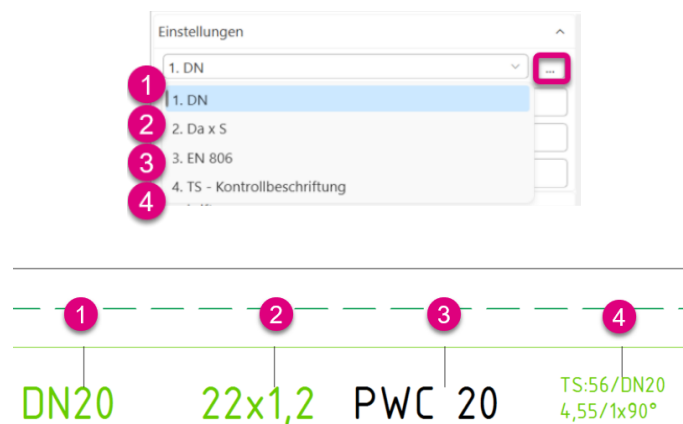 Einstellungen
1. DN
...
1
1. DN
2
2. Da x S
3
3. EN 806
4
4. TS - Kontrollbeschriftung
1 2 3 4
DN20 22x1,2 PWC 20 TS:56/DN20
4,55/1x90°